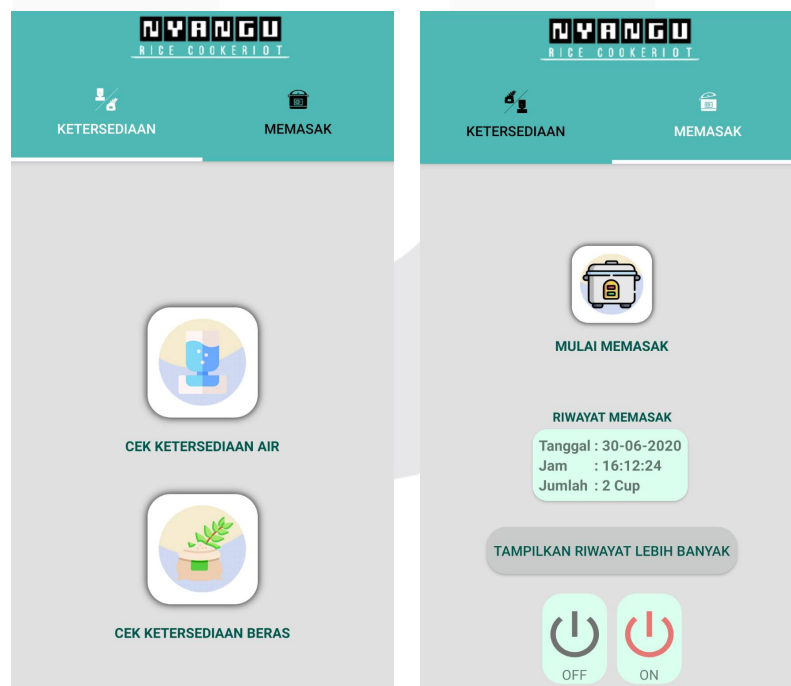 NYANGU
RICE COOKERIOT
KETERSEDIAAN
MEMASAK
CEK KETERSEDIAAN AIR
CEK KETERSEDIAAN BERAS
NYANGU
RICE COOKERIOT
KETERSEDIAAN
MEMASAK
MULAI MEMASAK
RIWAYAT MEMASAK
Tanggal : 30-06-2020
Jam : 16:12:24
Jumlah : 2 Cup
TAMPILKAN RIWAYAT LEBIH BANYAK
OFF
ON